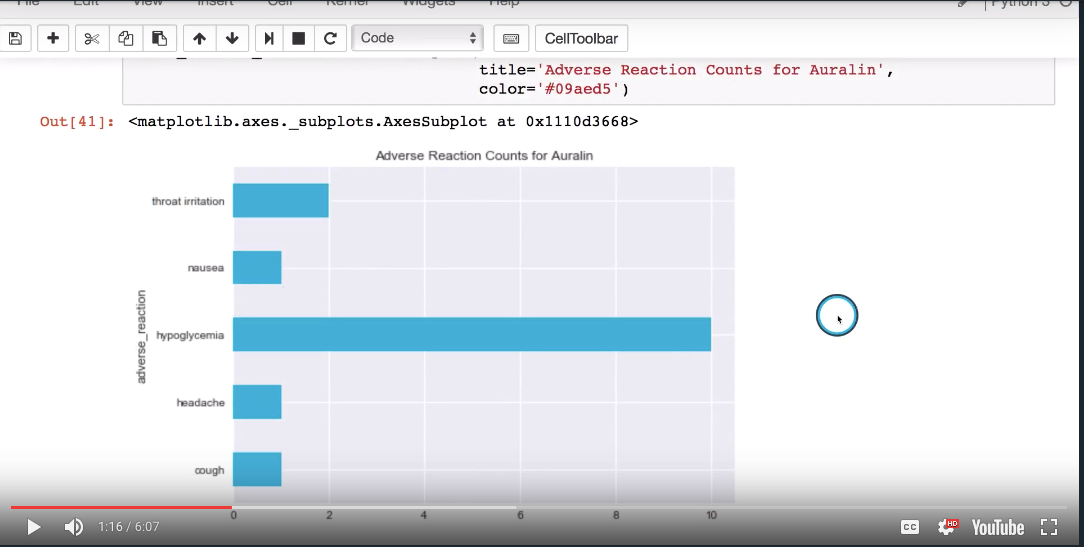 File Edit View Insert Cell Kernel Widgets Help Python 3
Code CellToolbar
title='Adverse Reaction Counts for Auralin',
color='#09aed5')
Out[41]: <matplotlib.axes._subplots.AxesSubplot at 0x1110d3668>
Adverse Reaction Counts for Auralin
throat irritation
nausea
adverse_reaction
hypoglycemia
headache
cough
0 2 4 6 8 10
1:16 / 6:07 CC HD YouTube